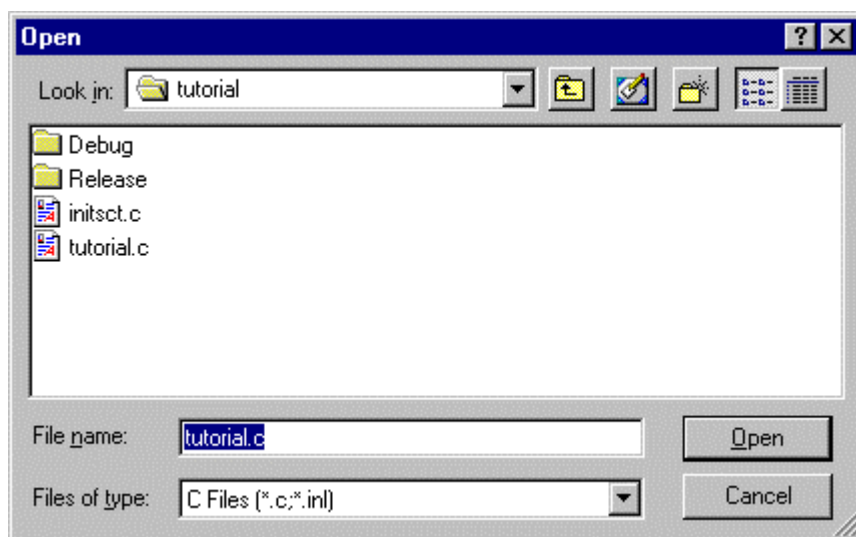 Open
Look in: tutorial
Debug
Release
initsct.c
tutorial.c
File name: tutorial.c Open
Files of type: C Files (*.c;*.inl) Cancel